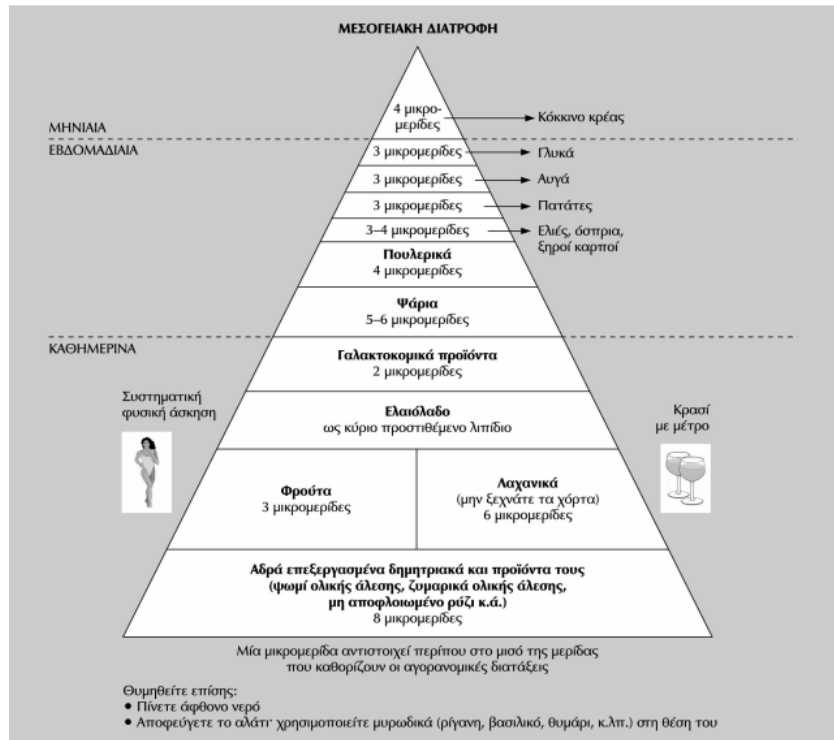 ΜΕΣΟΓΕΙΑΚΗ ΔΙΑΤΡΟΦΗ
4 μικρο-
μερίδες
Κόκκινο κρέας
ΜΗΝΙΑΙΑ
ΕΒΔΟΜΑΔΙΑΙΑ
3 μικρομερίδες
Γλυκά
3 μικρομερίδες
Αυγά
3 μικρομερίδες
Πατάτες
3–4 μικρομερίδες
Ελιές, όσπρια,
ξηροί καρποί
Πουλερικά
4 μικρομερίδες
Ψάρια
5–6 μικρομερίδες
ΚΑΘΗΜΕΡΙΝΑ
Γαλακτοκομικά προϊόντα
2 μικρομερίδες
Συστηματική
φυσική άσκηση
Ελαιόλαδο
ως κύριο προστιθέμενο λιπίδιο
Κρασί
με μέτρο
Φρούτα
3 μικρομερίδες
Λαχανικά
(μην ξεχνάτε τα χόρτα)
6 μικρομερίδες
Αδρά επεξεργασμένα δημητριακά και προϊόντα τους
(ψωμί ολικής άλεσης, ζυμαρικά ολικής άλεσης,
μη αποφλοιωμένο ρύζι κ.ά.)
8 μικρομερίδες
Μία μικρομερίδα αντιστοιχεί περίπου στο μισό της μερίδας
που καθορίζουν οι αγορανομικές διατάξεις
Θυμηθείτε επίσης:
• Πίνετε άφθονο νερό
• Αποφεύγετε το αλάτι· χρησιμοποιείτε μυρωδικά (ρίγανη, βασιλικό, θυμάρι, κ.λπ.) στη θέση του